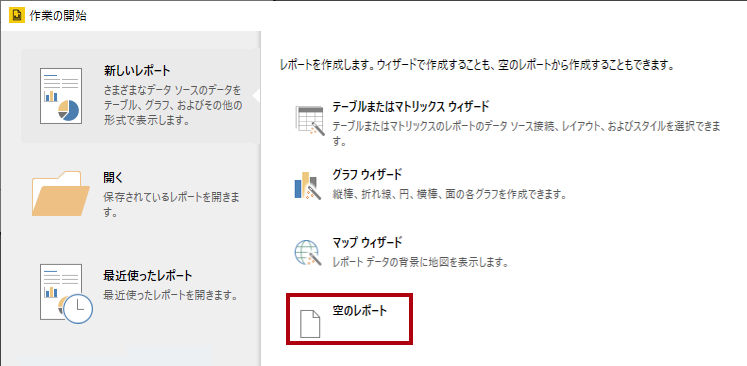 作業の開始
新しいレポート
さまざまなデータ ソースのデータを
テーブル、グラフ、およびその他の
形式で表示します。
開く
保存されているレポートを開きま
す。
最近使ったレポート
最近使ったレポートを開きます。
レポートを作成します。ウィザードで作成することも、空のレポートから作成することもできます。
テーブルまたはマトリックス ウィザード
テーブルまたはマトリックスのレポートのデータ ソース接続、レイアウト、およびスタイルを選択できま
す。
グラフ ウィザード
縦棒、折れ線、円、横棒、面の各グラフを作成できます。
マップ ウィザード
レポート データの背景に地図を表示します。
空のレポート